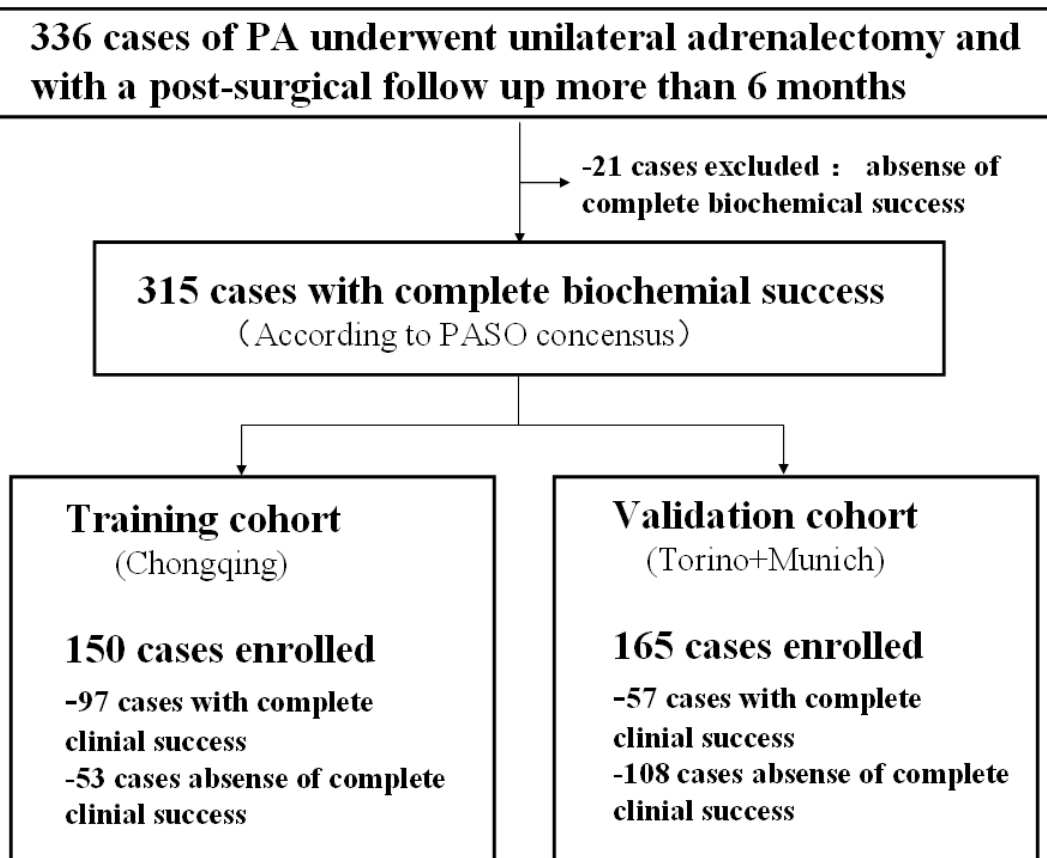 336 cases of PA underwent unilateral adrenalectomy and
with a post-surgical follow up more than 6 months
-21 cases excluded： absense of
complete biochemical success
315 cases with complete biochemial success
（According to PASO concensus）
Training cohort
(Chongqing)
150 cases enrolled
-97 cases with complete
clinial success
-53 cases absense of complete
clinial success
Validation cohort
(Torino+Munich)
165 cases enrolled
-57 cases with complete
clinial success
-108 cases absense of complete
clinial success